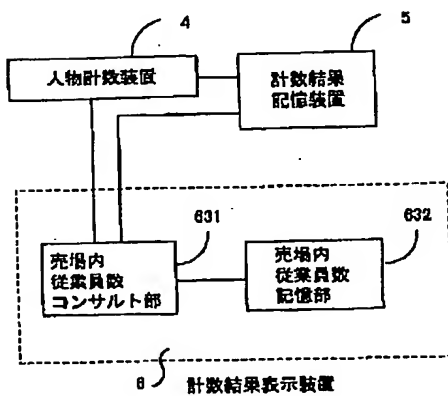 4
5
人物計数装置
計数結果
記憶装置
631
632
売場内
従業員数
コンサルト部
売場内
従業員数
記憶部
6
計数結果表示装置